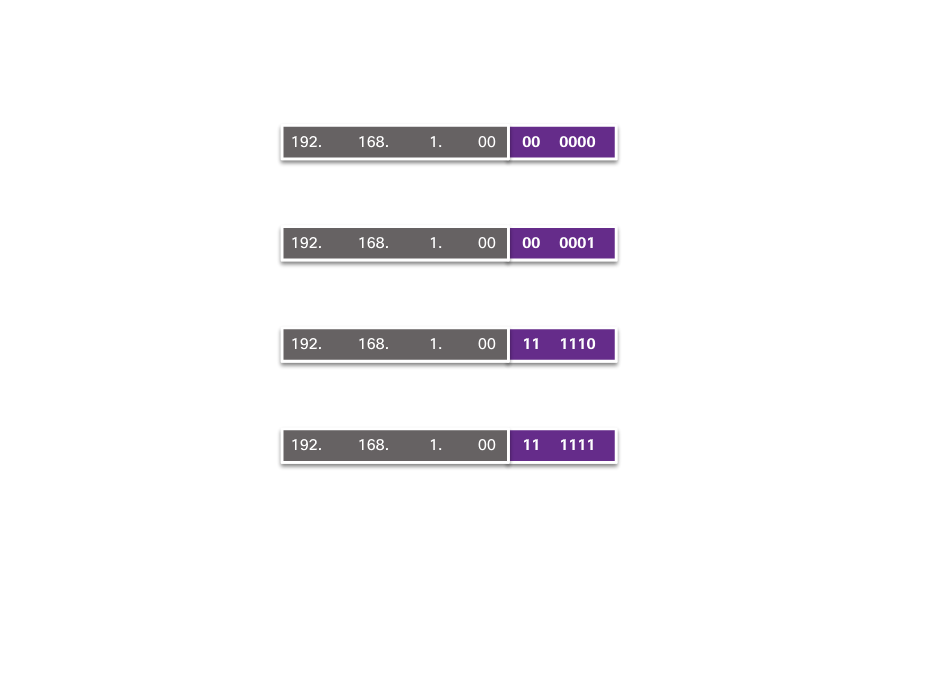 192. 168. 1. 00 00 0000
192. 168. 1. 00 00 0001
192. 168. 1. 00 11 1110
192. 168. 1. 00 11 1111